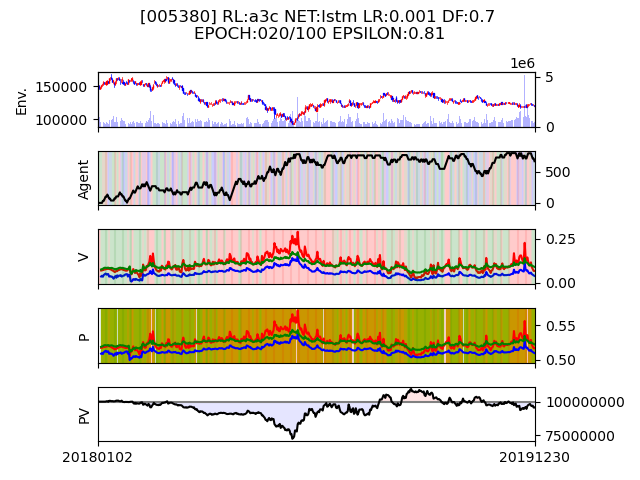 [005380] RL:a3c NET:lstm LR:0.001 DF:0.7
EPOCH:020/100 EPSILON:0.81
1e6
Env.
150000
100000
5
0
Agent
500
0
V
0.25
0.00
P
0.55
0.50
PV
100000000
75000000
20180102
20191230